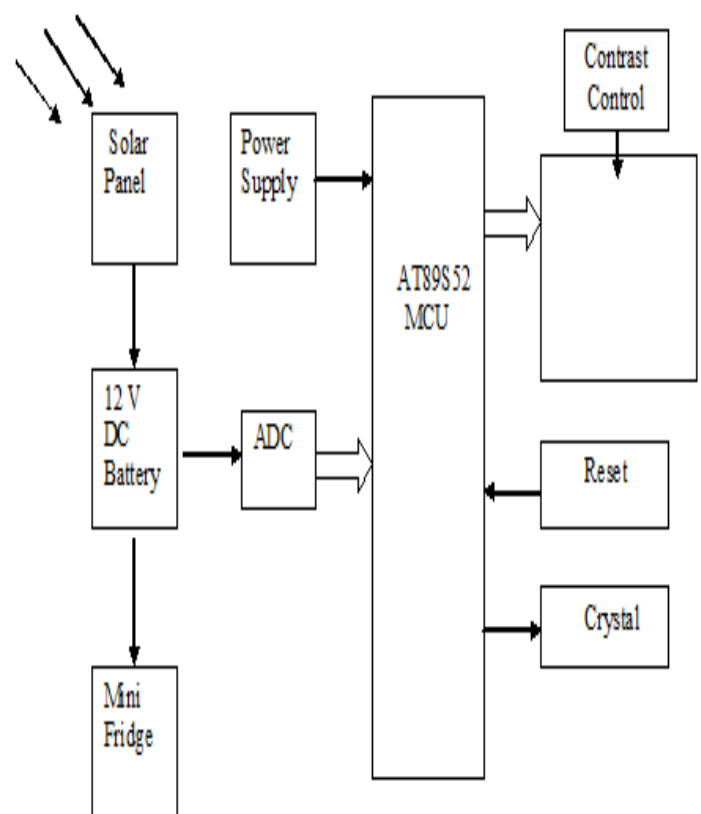 Contrast
Control
Solar
Panel
Power
Supply
AT89S52
MCU
12 V
DC
Battery
ADC
Reset
Crystal
Mini
Fridge